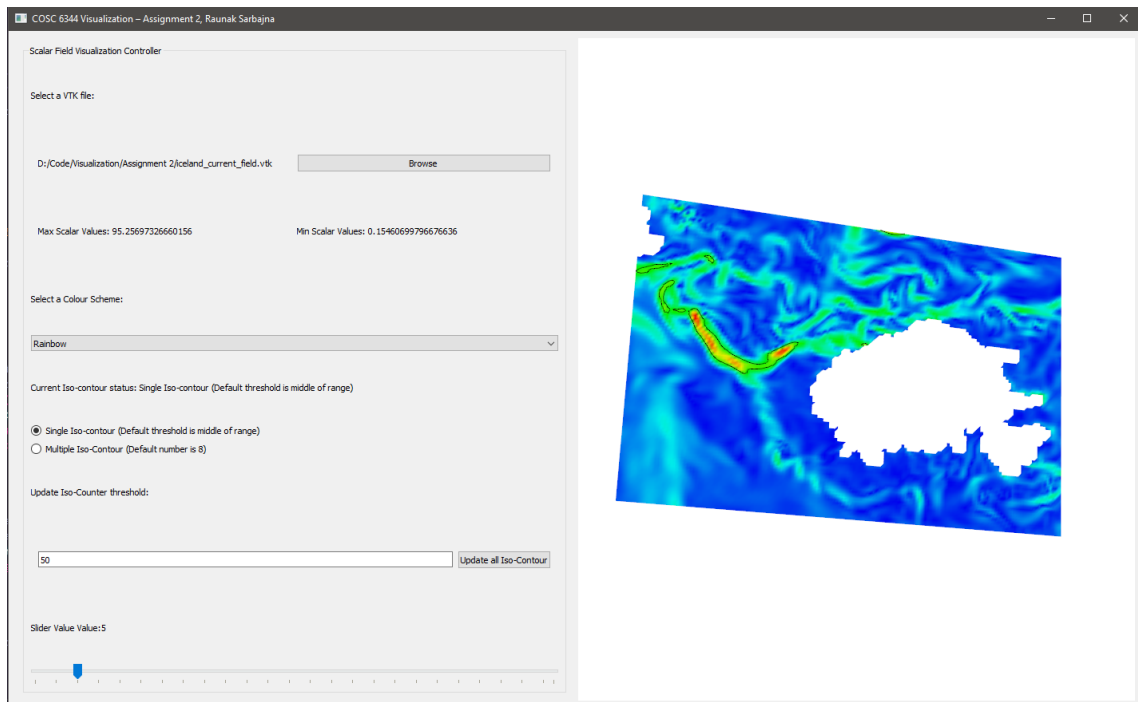 COSC 6344 Visualization – Assignment 2, Raunak Sarbajna
Scalar Field Visualization Controller
Select a VTK file:
D:/Code/Visualization/Assignment 2/iceland_current_field.vtk Browse
Max Scalar Values: 95.25697326660156 Min Scalar Values: 0.15460699796676636
Select a Colour Scheme:
Rainbow
Current Iso-contour status: Single Iso-contour (Default threshold is middle of range)
Single Iso-contour (Default threshold is middle of range)
Multiple Iso-Contour (Default number is 8)
Update Iso-Counter threshold:
50 Update all Iso-Contour
Slider Value Value:5